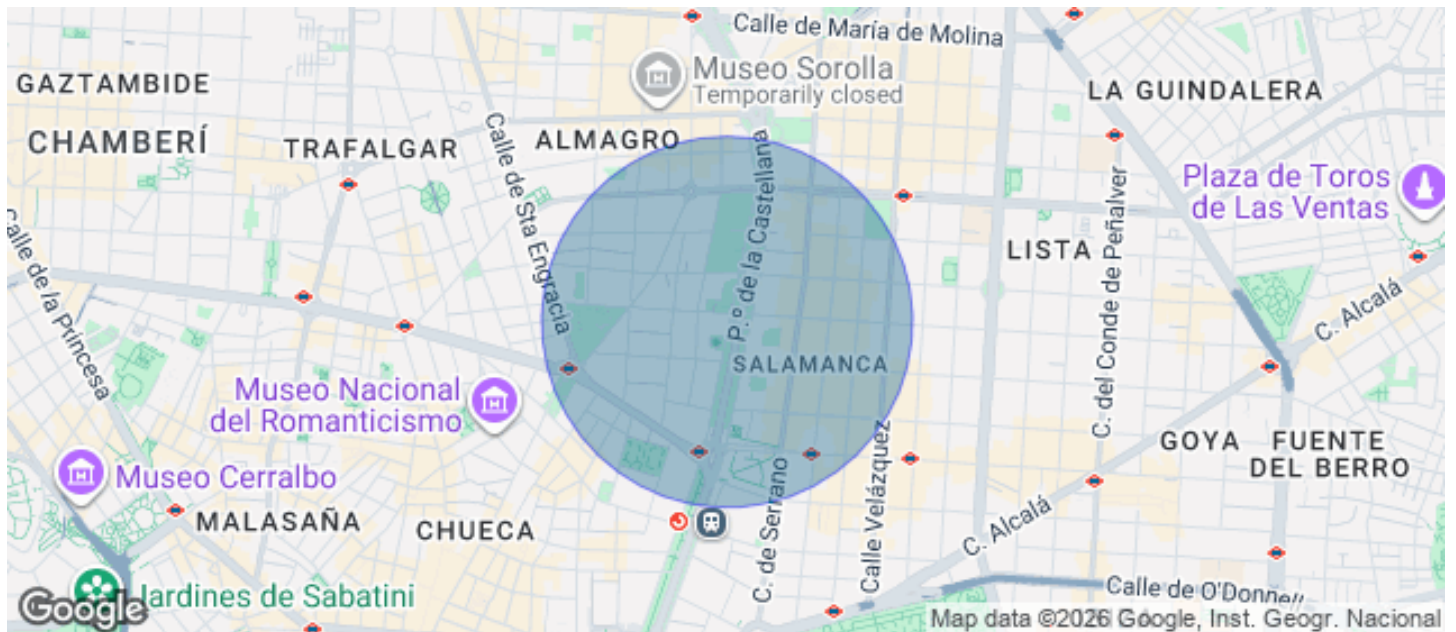 Calle de María de Molina
Museo Sorolla
Temporarily closed
GAZTAMBIDE
LA GUINDALERA
CHAMBERÍ
TRAFALGAR
ALMAGRO
Calle de Sta Engracia
P.º de la Castellana
C. del Conde de Peñalver
Plaza de Toros
de Las Ventas
Calle de la Princesa
LISTA
C. Alcalá
SALAMANCA
Museo Nacional
del Romanticismo
Calle Velázquez
GOYA
FUENTE
DEL BERRO
Museo Cerralbo
C. de Serrano
MALASAÑA
CHUECA
C. Alcalá
Jardines de Sabatini
Calle de O'Donnell
Google
Map data ©2026 Google, Inst. Geogr. Nacional